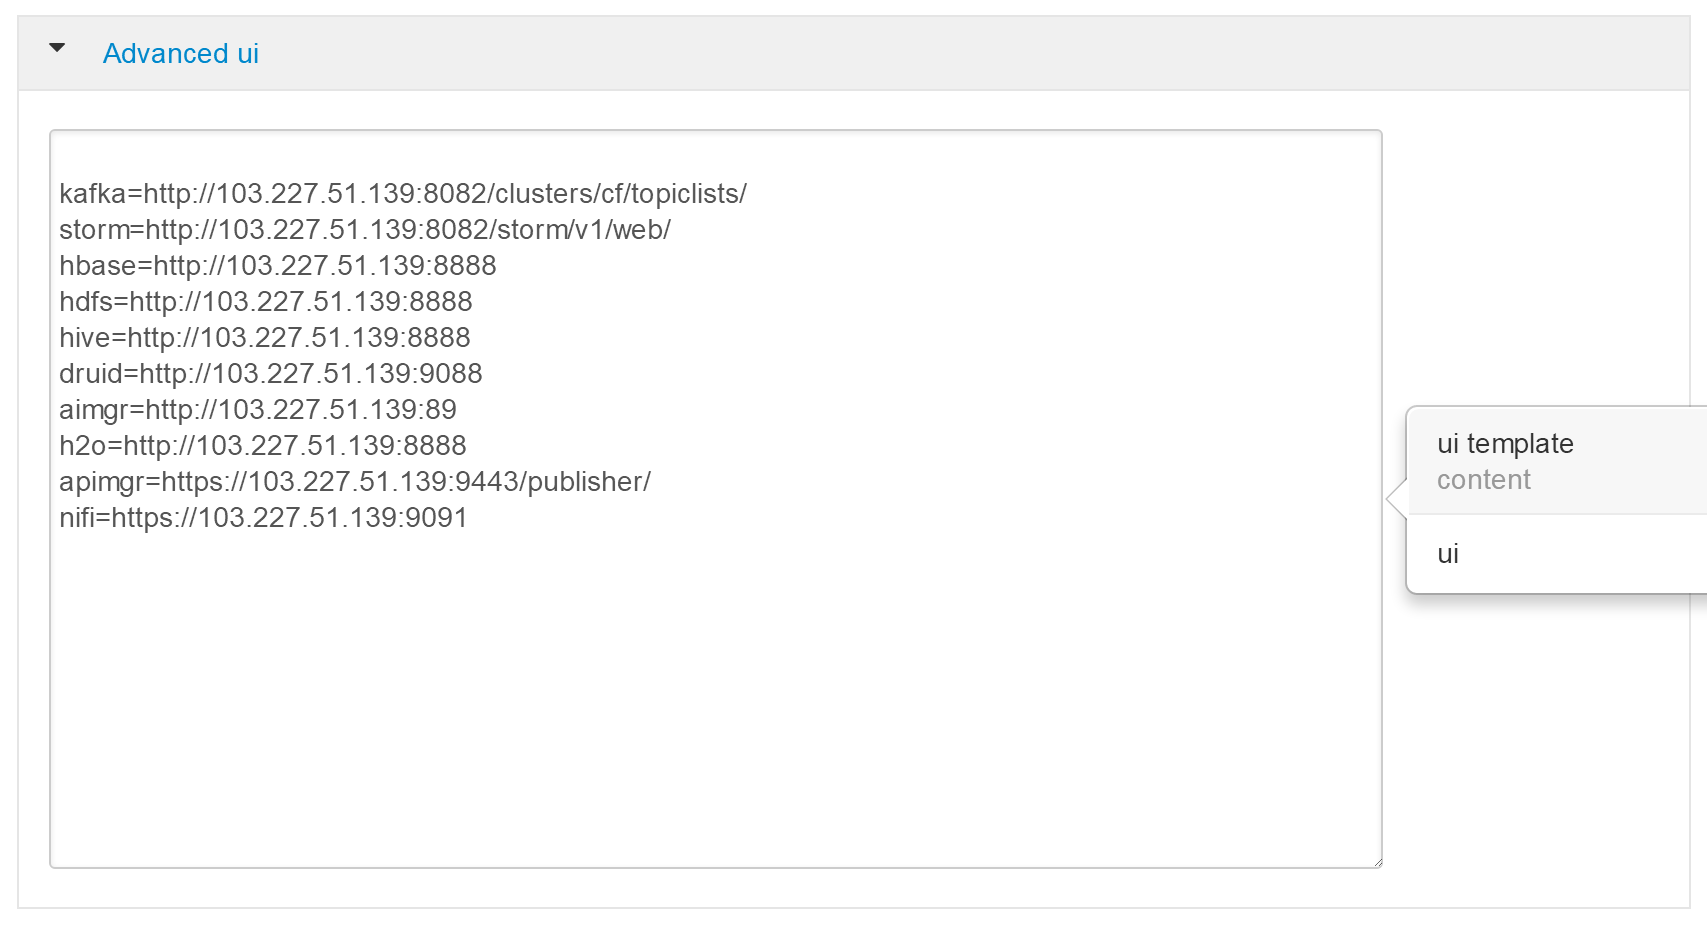 Advanced ui
kafka=http://103.227.51.139:8082/clusters/cf/topiclists/
storm=http://103.227.51.139:8082/storm/v1/web/
hbase=http://103.227.51.139:8888
hdfs=http://103.227.51.139:8888
hive=http://103.227.51.139:8888
druid=http://103.227.51.139:9088
aimgr=http://103.227.51.139:89
h2o=http://103.227.51.139:8888
apimgr=https://103.227.51.139:9443/publisher/
nifi=https://103.227.51.139:9091
ui template
content
ui